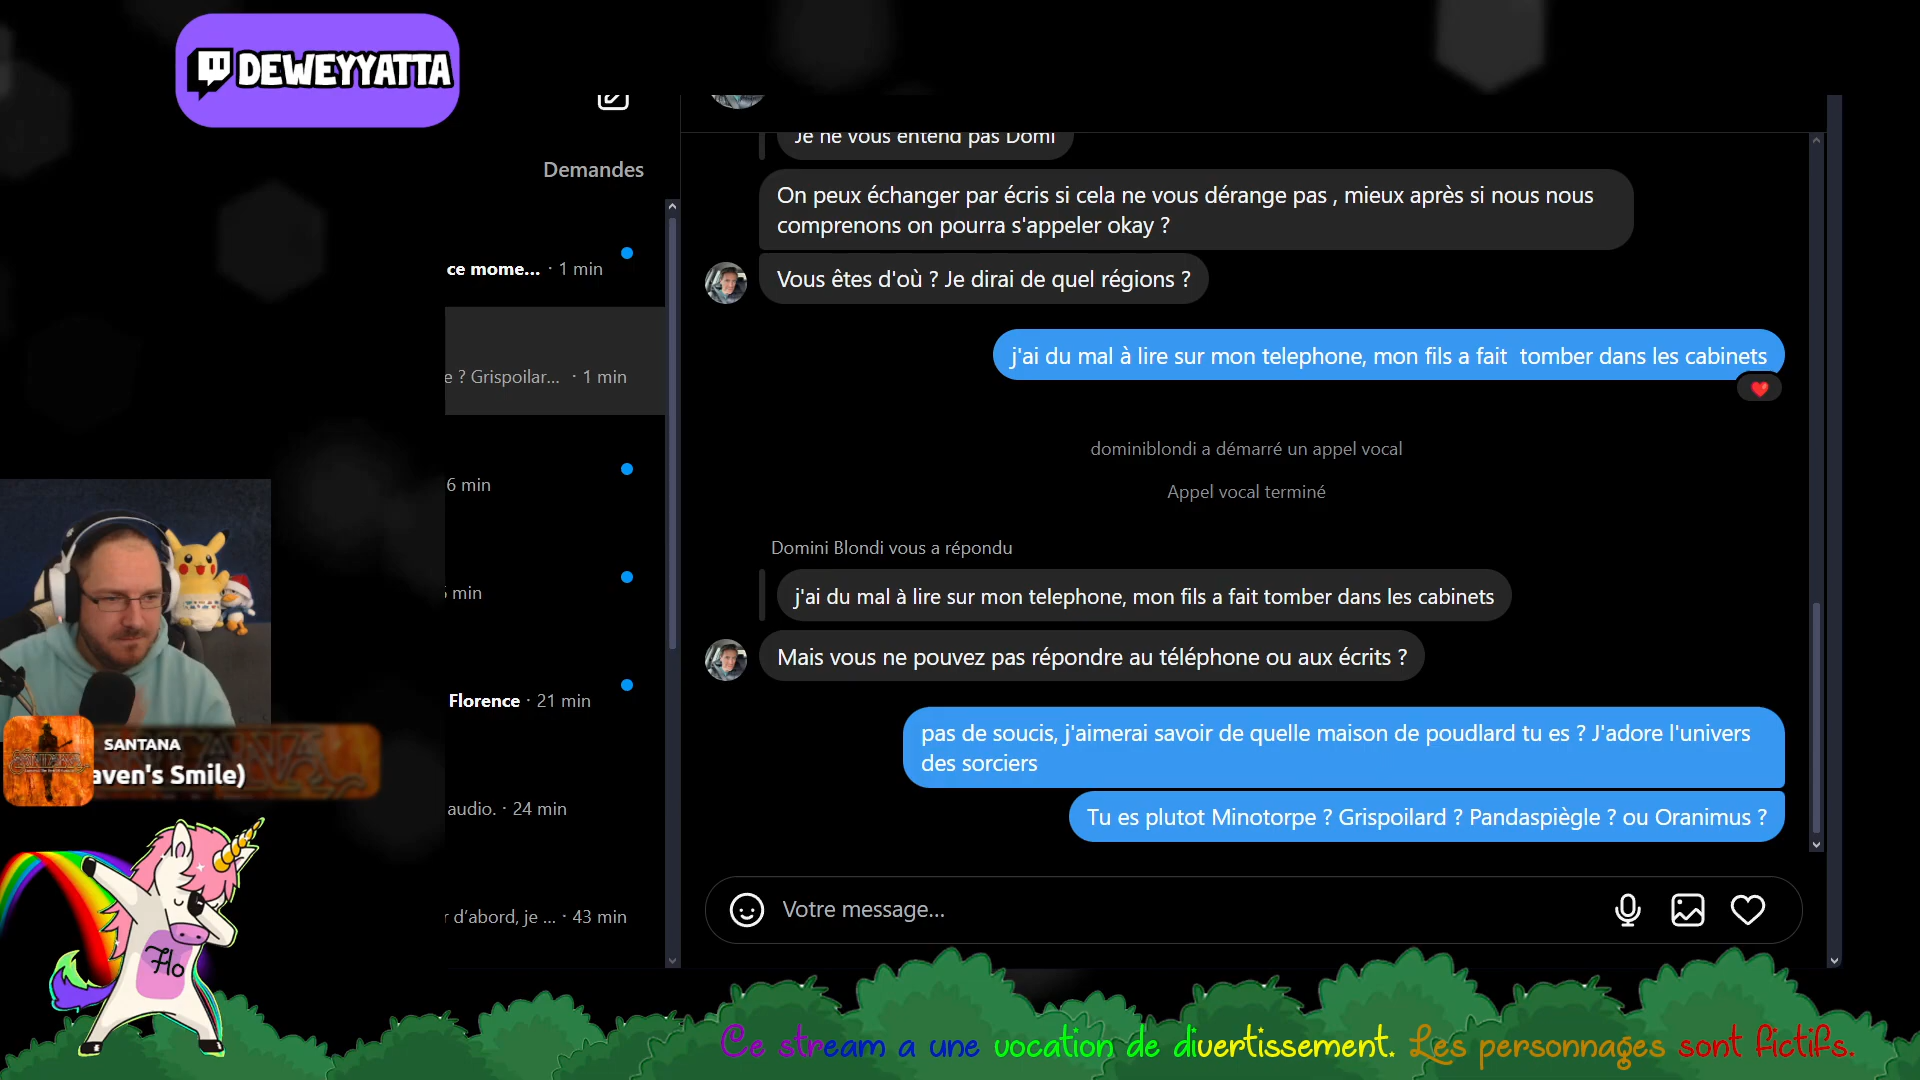 DEWEYYATTA
Demandes
ce mome... · 1 min
e ? Grispoilar... · 1 min
6 min
min
Florence · 21 min
audio. · 24 min
r d'abord, je ... · 43 min
Je ne vous entend pas Domi
On peux échanger par écris si cela ne vous dérange pas , mieux après si nous nous
comprenons on pourra s'appeler okay ?
Vous êtes d'où ? Je dirai de quel régions ?
j'ai du mal à lire sur mon telephone, mon fils a fait tomber dans les cabinets
dominiblondi a démarré un appel vocal
Appel vocal terminé
Domini Blondi vous a répondu
j'ai du mal à lire sur mon telephone, mon fils a fait tomber dans les cabinets
Mais vous ne pouvez pas répondre au téléphone ou aux écrits ?
pas de soucis, j'aimerai savoir de quelle maison de poudlard tu es ? J'adore l'univers
des sorciers
Tu es plutot Minotorpe ? Grispoilard ? Pandaspiègle ? ou Oranimus ?
Votre message...
SANTANA
aven's Smile)
Flo
Ce stream a une vocation de divertissement. Les personnages sont fictifs.